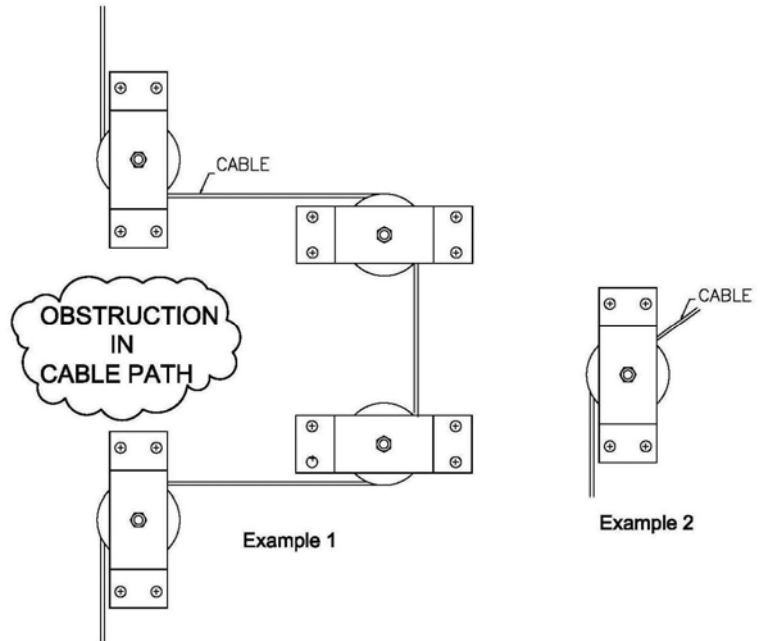 CABLE
OBSTRUCTION
IN
CABLE PATH
Example 1
CABLE
Example 2